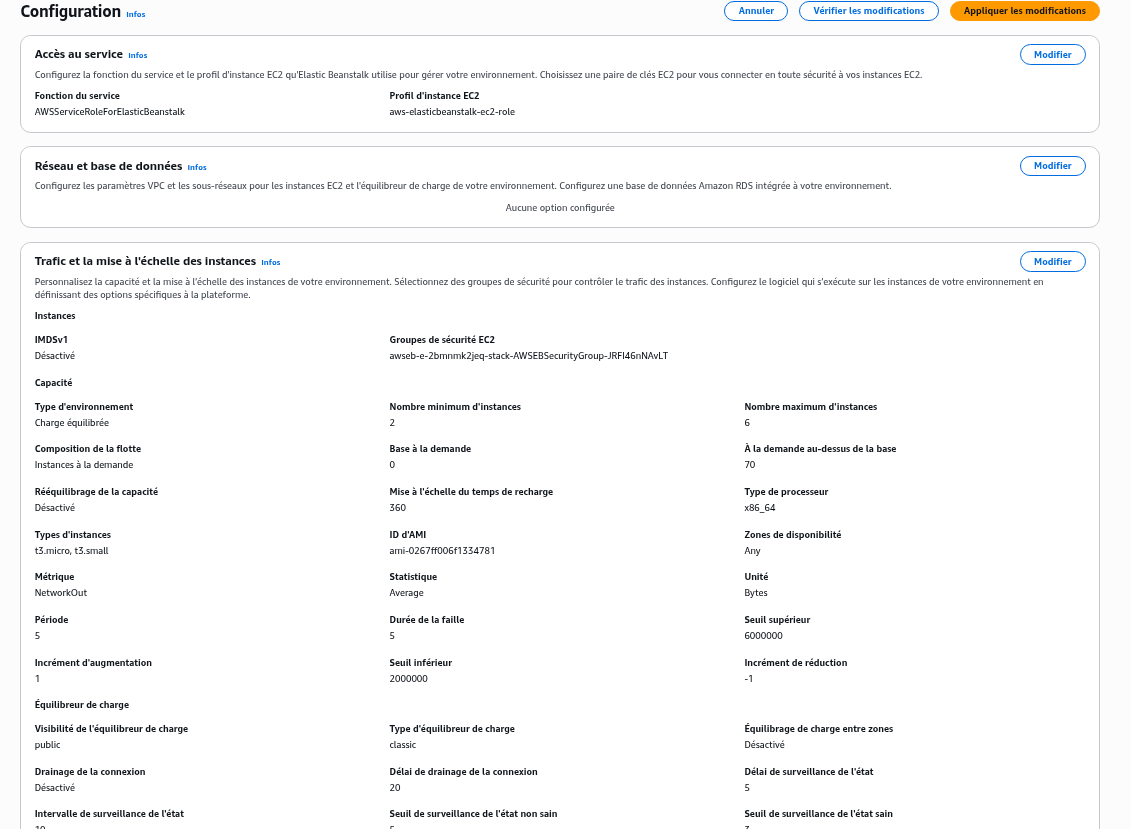 Configuration Infos
Annuler
Vérifier les modifications
Appliquer les modifications
Accès au service Infos
Modifier
Configurez la fonction du service et le profil d'instance EC2 qu'Elastic Beanstalk utilise pour gérer votre environnement. Choisissez une paire de clés EC2 pour vous connecter en toute sécurité à vos instances EC2.
Fonction du service
Profil d'instance EC2
AWSServiceRoleForElasticBeanstalk
aws-elasticbeanstalk-ec2-role
Réseau et base de données Infos
Modifier
Configurez les paramètres VPC et les sous-réseaux pour les instances EC2 et l'équilibreur de charge de votre environnement. Configurez une base de données Amazon RDS intégrée à votre environnement.
Aucune option configurée
Trafic et la mise à l'échelle des instances Infos
Modifier
Personnalisez la capacité et la mise à l'échelle des instances de votre environnement. Sélectionnez des groupes de sécurité pour contrôler le trafic des instances. Configurez le logiciel qui s'exécute sur les instances de votre environnement en
définissant des options spécifiques à la plateforme.
Instances
IMDSv1
Groupes de sécurité EC2
Désactivé
awseb-e-2bmnmk2jeq-stack-AWSEBSecurityGroup-JRFI46nNAvLT
Capacité
Type d'environnement
Nombre minimum d'instances
Nombre maximum d'instances
Charge équilibrée
2
6
Composition de la flotte
Base à la demande
À la demande au-dessus de la base
Instances à la demande
0
70
Rééquilibrage de la capacité
Mise à l'échelle du temps de recharge
Type de processeur
Désactivé
360
x86_64
Types d'instances
ID d'AMI
Zones de disponibilité
t3.micro, t3.small
ami-0267ff006f1334781
Any
Métrique
Statistique
Unité
NetworkOut
Average
Bytes
Période
Durée de la faille
Seuil supérieur
5
5
6000000
Incrément d'augmentation
Seuil inférieur
Incrément de réduction
1
2000000
-1
Équilibreur de charge
Visibilité de l'équilibreur de charge
Type d'équilibreur de charge
Équilibrage de charge entre zones
public
classic
Désactivé
Drainage de la connexion
Délai de drainage de la connexion
Délai de surveillance de l'état
Désactivé
20
5
Intervalle de surveillance de l'état
Seuil de surveillance de l'état non sain
Seuil de surveillance de l'état sain